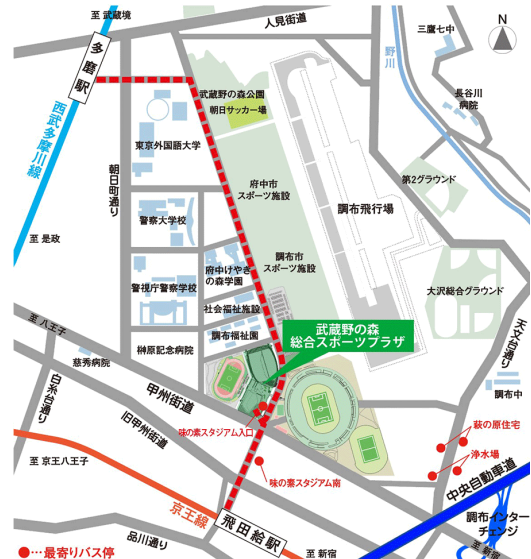 至 武蔵境
人見街道
三鷹七中
N
多磨駅
野川
武蔵野の森公園
朝日サッカー場
長谷川
病院
西武多摩川線
東京外国語大学
朝日町通り
府中市
スポーツ施設
調布飛行場
第2グラウンド
警察大学校
至 是政
府中けやき
の森学園
調布市
スポーツ施設
警視庁警察学校
社会福祉施設
大沢総合グラウンド
至 八王子
調布福祉園
武蔵野の森
総合スポーツプラザ
天文台通り
榊原記念病院
慈秀病院
白糸台通り
甲州街道
調布中
旧甲州街道
味の素スタジアム入口
萩の原住宅
浄水場
至 京王八王子
味の素スタジアム南
中央自動車道
京王線
飛田給駅
調布インター
チェンジ
品川通り
至 新宿
至 新宿
●…最寄りバス停